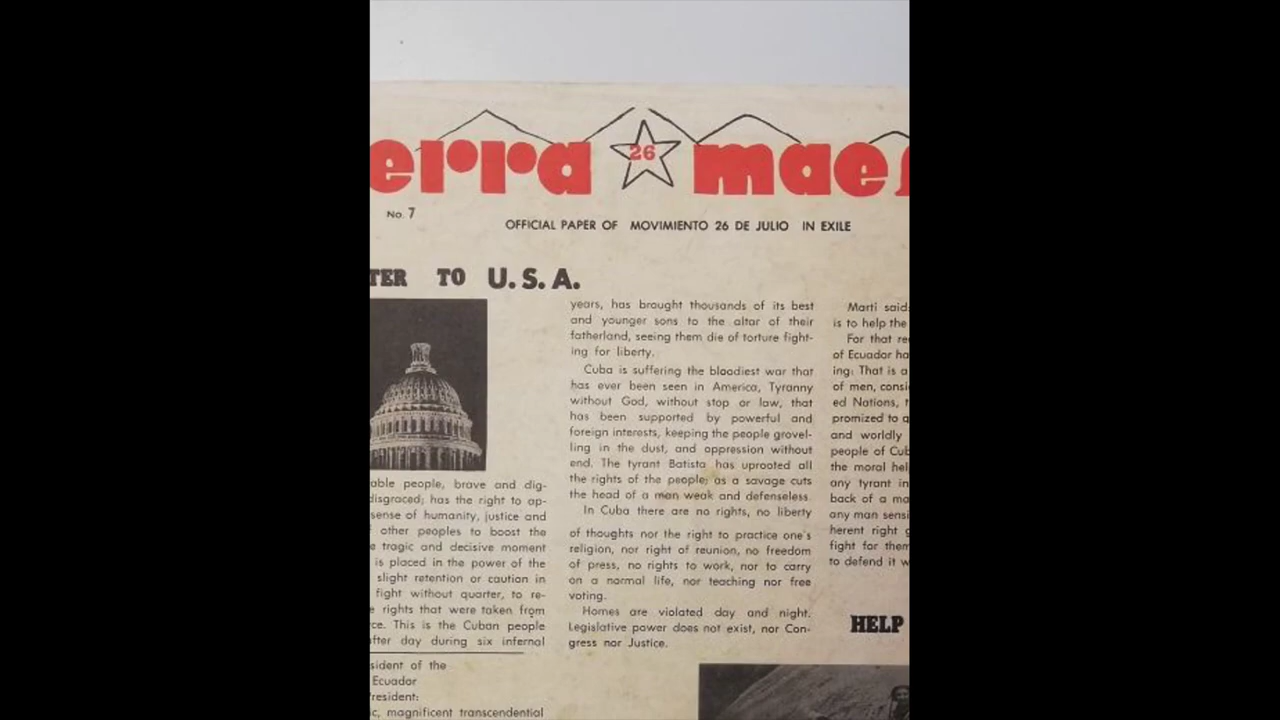 erra 26 maes
No. 7
OFFICIAL PAPER OF MOVIMIENTO 26 DE JULIO IN EXILE
TER TO U.S.A.
able people, brave and dig-
disgraced; has the right to ap-
sense of humanity, justice and
other peoples to boost the
e tragic and decisive moment
is placed in the power of the
slight retention or caution in
fight without quarter, to re-
e rights that were taken from
ce. This is the Cuban people
after day during six infernal
sident of the
Ecuador
resident:
ic, magnificent transcendental
years, has brought thousands of its best
and younger sons to the altar of their
fatherland, seeing them die of torture fight-
ing for liberty.
Cuba is suffering the bloodiest war that
has ever been seen in America, Tyranny
without God, without stop or law, that
has been supported by powerful and
foreign interests, keeping the people grovel-
ling in the dust, and oppression without
end. The tyrant Batista has uprooted all
the rights of the people; as a savage cuts
the head of a man weak and defenseless.
In Cuba there are no rights, no liberty
of thoughts nor the right to practice one's
religion, nor right of reunion, no freedom
of press, no rights to work, nor to carry
on a normal life, nor teaching nor free
voting.
Homes are violated day and night.
Legislative power does not exist, nor Con-
gress nor Justice.
Marti said:
is to help the
For that re
of Ecuador ha
ing: That is a
of men, consi
ed Nations, t
promized to q
and worldly
people of Cub
the moral hel
any tyrant in
back of a ma
any man sensi
herent right g
fight for them
to defend it w
HELP